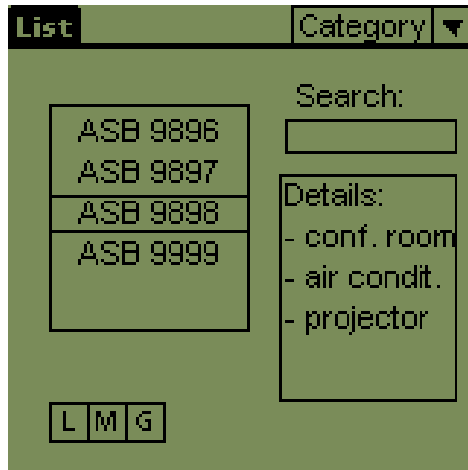 List
Category
Search:
ASB 9896
ASB 9897
ASB 9898
ASB 9999
Details:
- conf. room
- air condit.
- projector
L M G